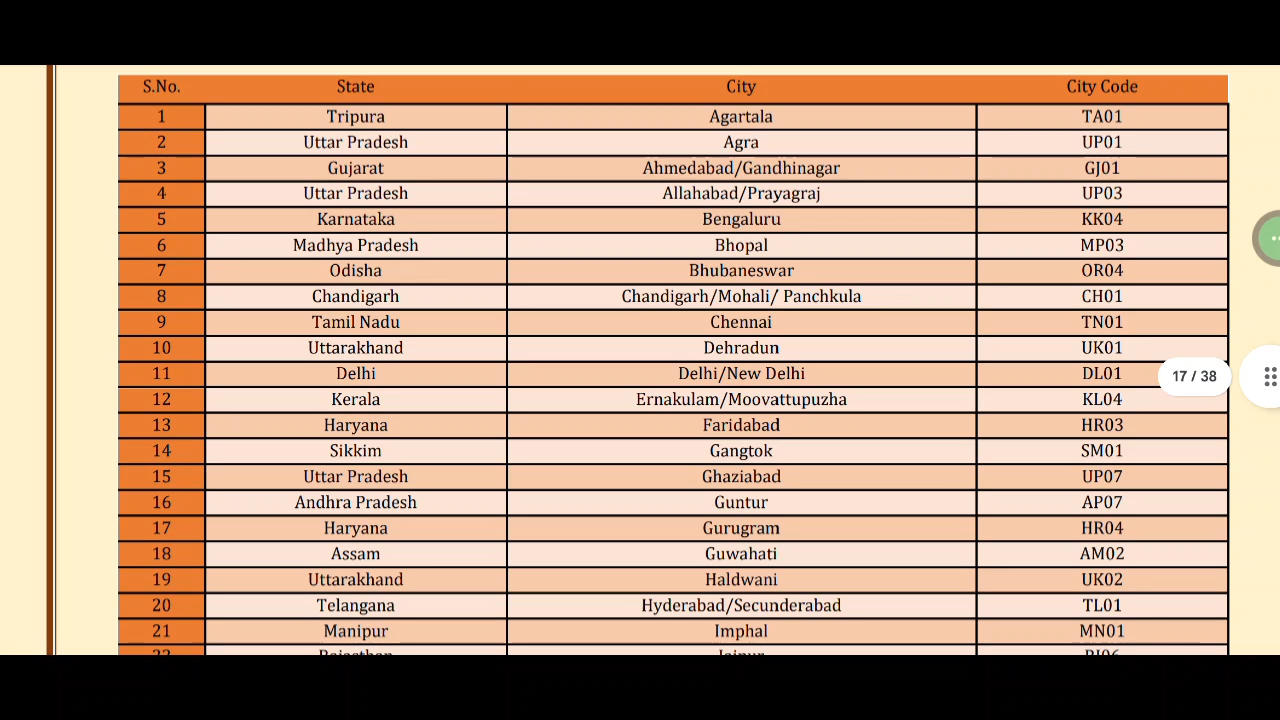 S.No. State City City Code
1 Tripura Agartala TA01
2 Uttar Pradesh Agra UP01
3 Gujarat Ahmedabad/Gandhinagar GJ01
4 Uttar Pradesh Allahabad/Prayagraj UP03
5 Karnataka Bengaluru KK04
6 Madhya Pradesh Bhopal MP03
7 Odisha Bhubaneswar OR04
8 Chandigarh Chandigarh/Mohali/ Panchkula CH01
9 Tamil Nadu Chennai TN01
10 Uttarakhand Dehradun UK01
11 Delhi Delhi/New Delhi DL01
17 / 38
12 Kerala Ernakulam/Moovattupuzha KL04
13 Haryana Faridabad HR03
14 Sikkim Gangtok SM01
15 Uttar Pradesh Ghaziabad UP07
16 Andhra Pradesh Guntur AP07
17 Haryana Gurugram HR04
18 Assam Guwahati AM02
19 Uttarakhand Haldwani UK02
20 Telangana Hyderabad/Secunderabad TL01
21 Manipur Imphal MN01